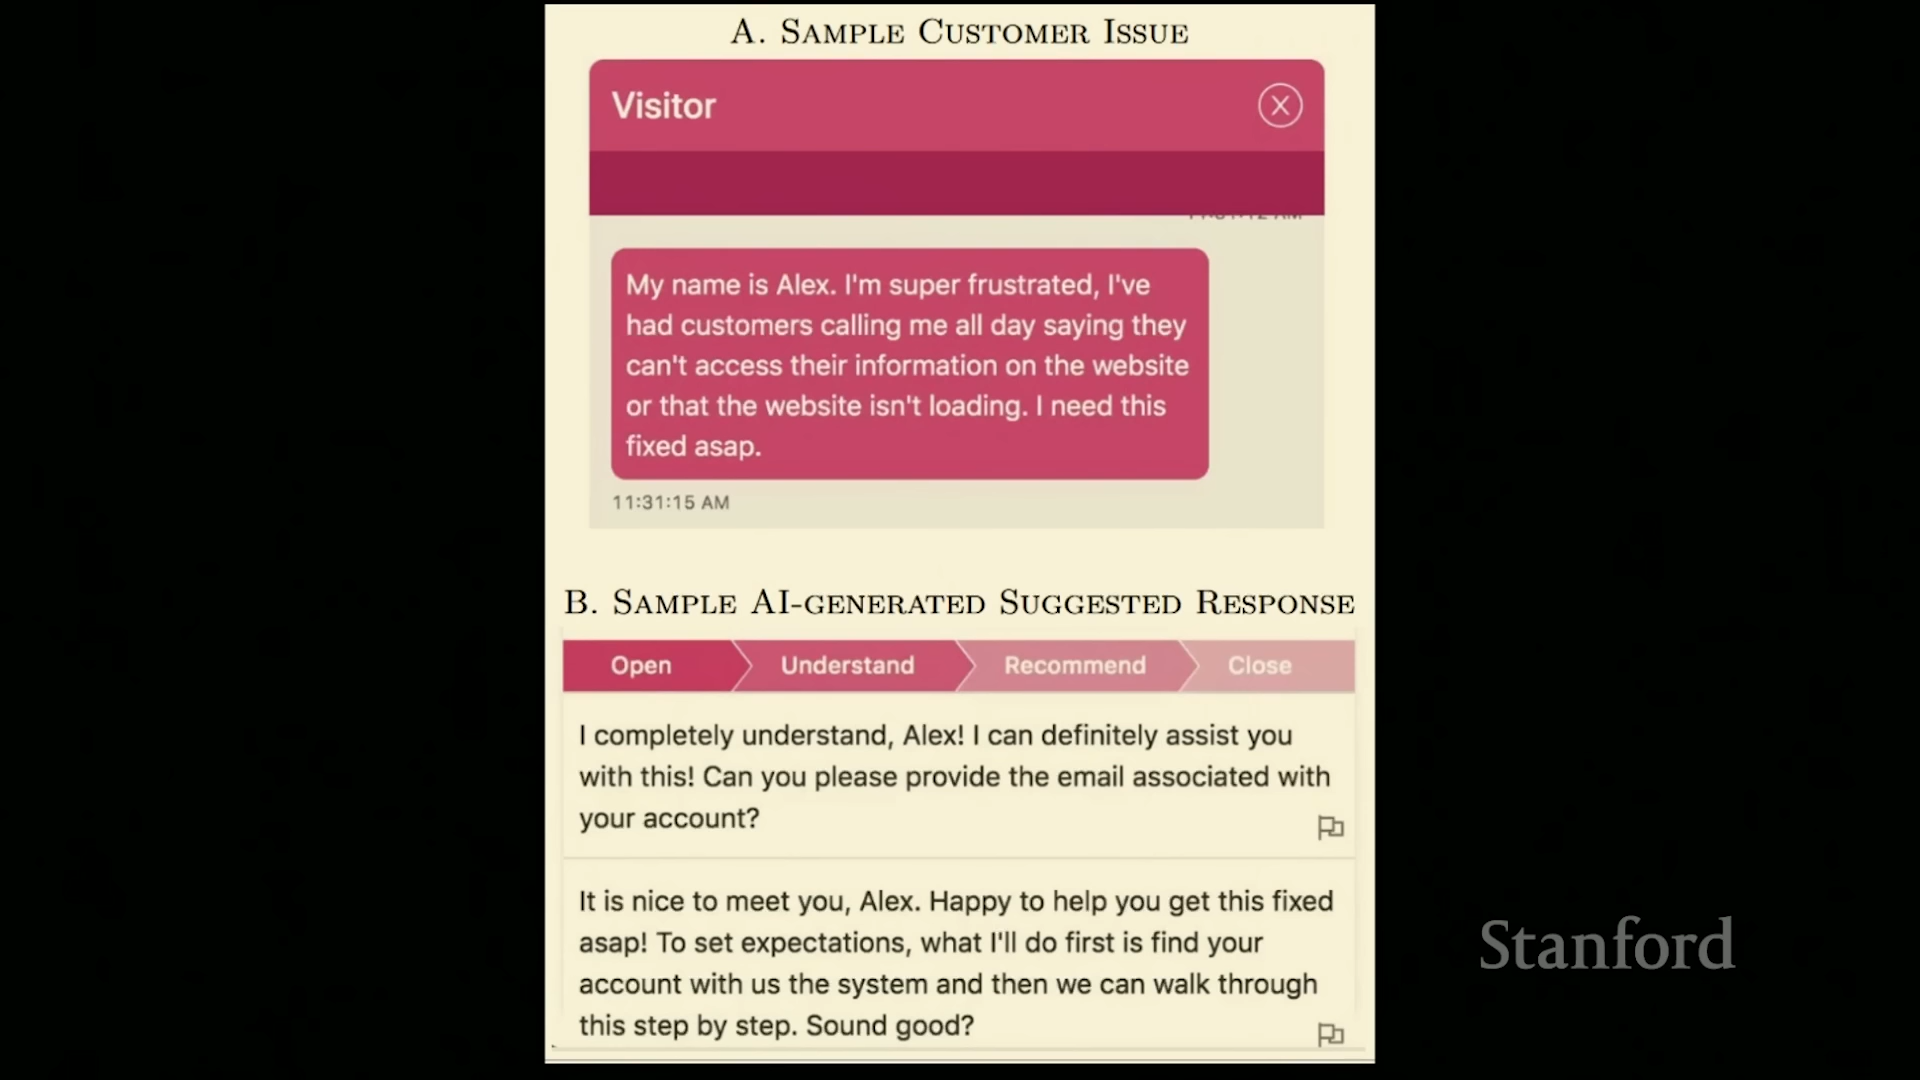 A. Sample Customer Issue
Visitor
My name is Alex. I'm super frustrated, I've
had customers calling me all day saying they
can't access their information on the website
or that the website isn't loading. I need this
fixed asap.
11:31:15 AM
B. Sample AI-generated Suggested Response
Open
Understand
Recommend
Close
I completely understand, Alex! I can definitely assist you
with this! Can you please provide the email associated with
your account?
It is nice to meet you, Alex. Happy to help you get this fixed
asap! To set expectations, what I'll do first is find your
account with us the system and then we can walk through
this step by step. Sound good?
Stanford